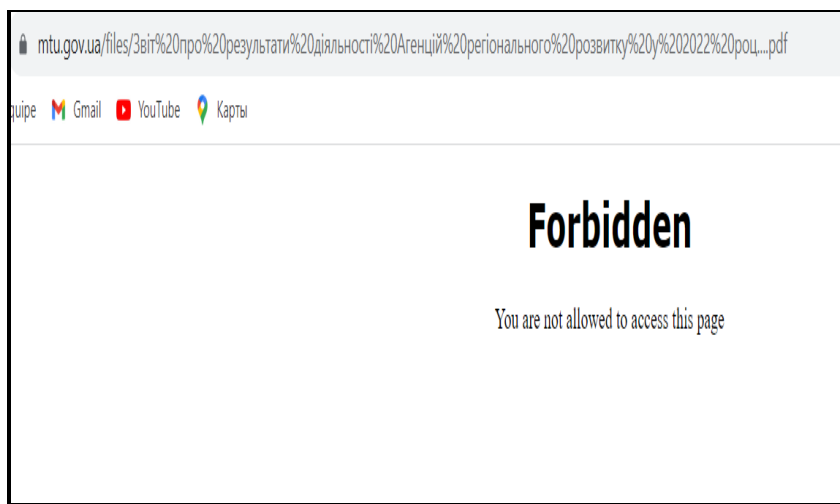 mtu.gov.ua/files/Звіт%20про%20результати%20діяльності%20Агенцій%20регіонального%20розвитку%20у%202022%20роц....pdf
quipe Gmail YouTube Карты
Forbidden
You are not allowed to access this page